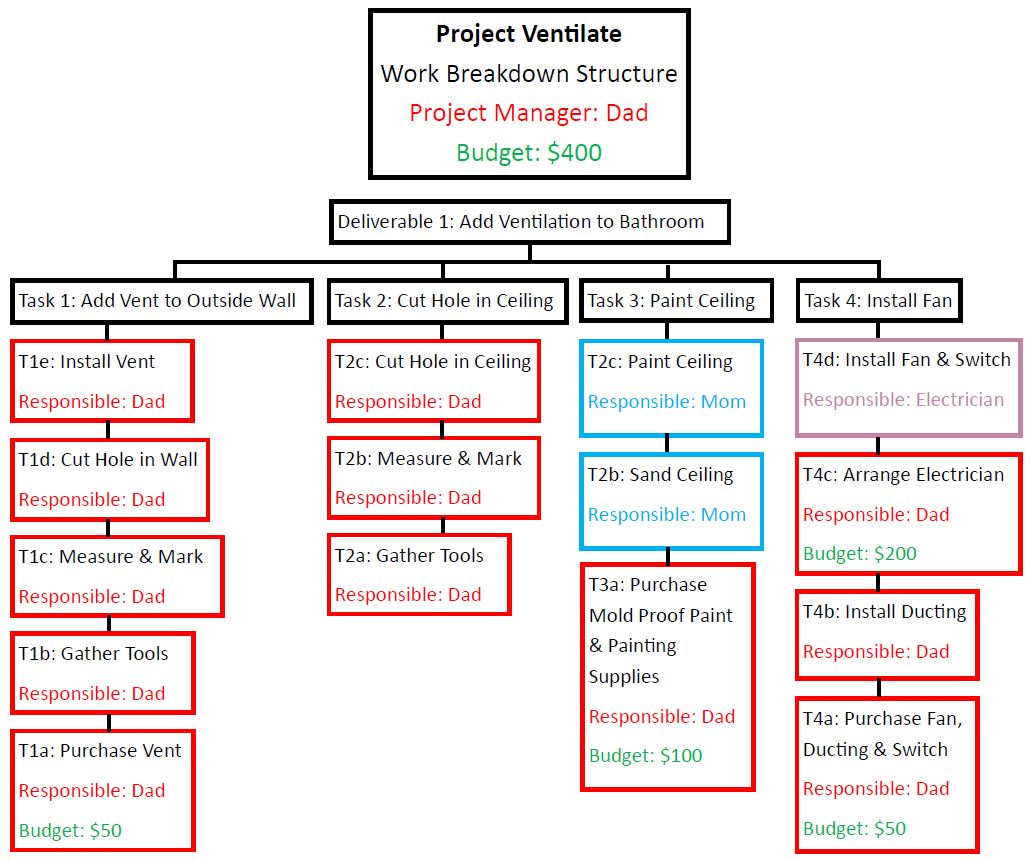 Project Ventilate
Work Breakdown Structure
Project Manager: Dad
Budget: $400
Deliverable 1: Add Ventilation to Bathroom
Task 1: Add Vent to Outside Wall
T1e: Install Vent
Responsible: Dad
T1d: Cut Hole in Wall
Responsible: Dad
T1c: Measure & Mark
Responsible: Dad
T1b: Gather Tools
Responsible: Dad
T1a: Purchase Vent
Responsible: Dad
Budget: $50
Task 2: Cut Hole in Ceiling
T2c: Cut Hole in Ceiling
Responsible: Dad
T2b: Measure & Mark
Responsible: Dad
T2a: Gather Tools
Responsible: Dad
Task 3: Paint Ceiling
T2c: Paint Ceiling
Responsible: Mom
T2b: Sand Ceiling
Responsible: Mom
T3a: Purchase
Mold Proof Paint
& Painting
Supplies
Responsible: Dad
Budget: $100
Task 4: Install Fan
T4d: Install Fan & Switch
Responsible: Electrician
T4c: Arrange Electrician
Responsible: Dad
Budget: $200
T4b: Install Ducting
Responsible: Dad
T4a: Purchase Fan,
Ducting & Switch
Responsible: Dad
Budget: $50